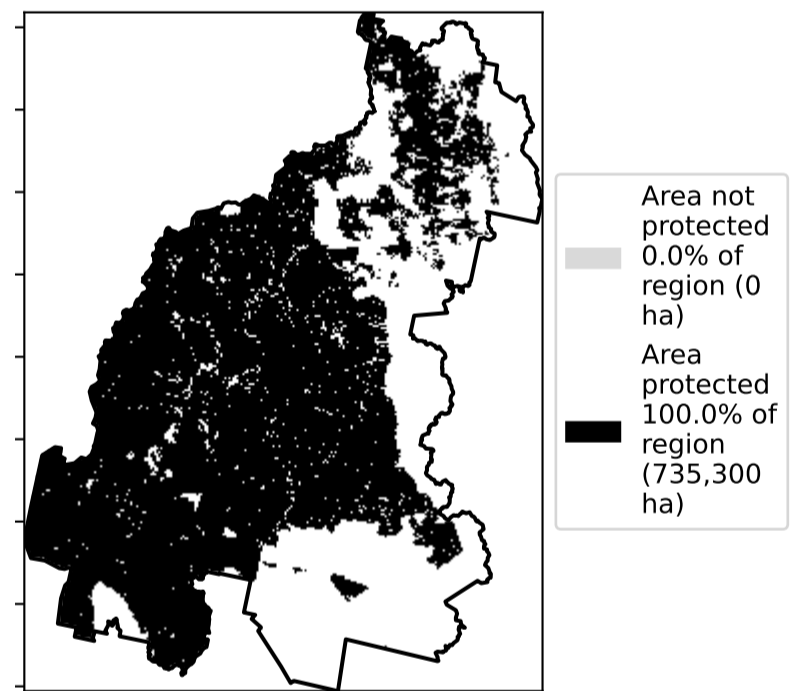 Area not
protected
0.0% of
region (0
ha)
Area
protected
100.0% of
region
(735,300
ha)